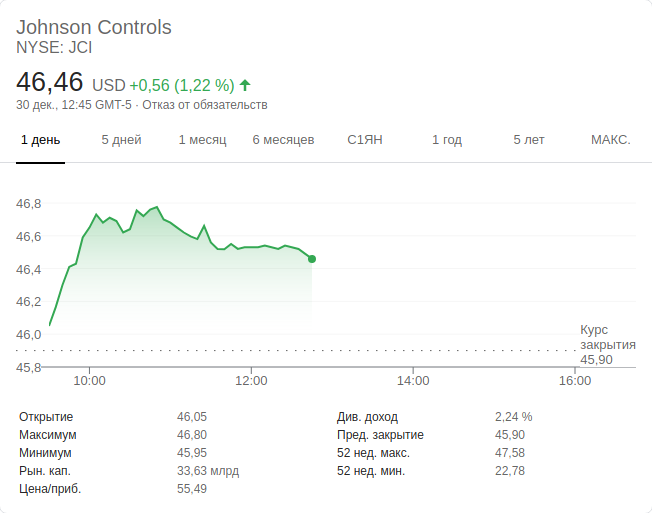 Johnson Controls
NYSE: JCI
46,46 USD +0,56 (1,22 %)
30 дек., 12:45 GMT-5 · Отказ от обязательств
1 день 5 дней 1 месяц 6 месяцев С1ЯН 1 год 5 лет МАКС.
46,8
46,6
46,4
46,2
46,0
45,8
Курс
закрытия
45,90
10:00 12:00 14:00 16:00
Открытие 46,05 Див. доход 2,24 %
Максимум 46,80 Пред. закрытие 45,90
Минимум 45,95 52 нед. макс. 47,58
Рын. кап. 33,63 млрд 52 нед. мин. 22,78
Цена/приб. 55,49